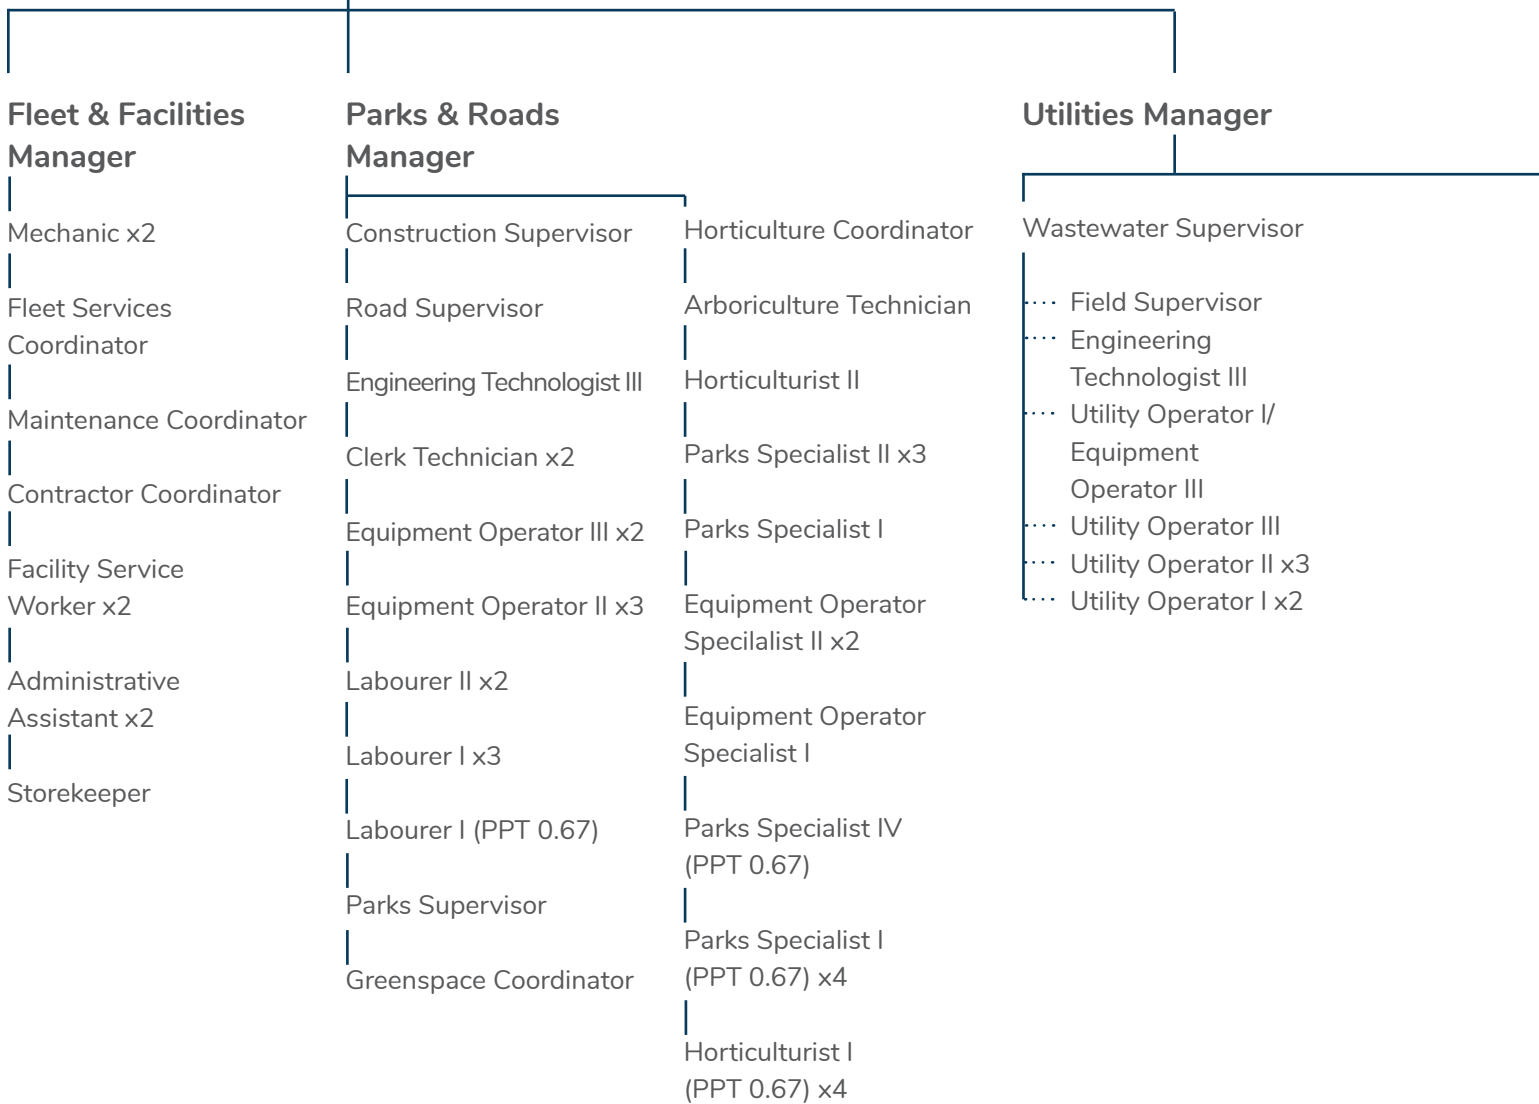 Fleet & Facilities
Manager
Mechanic x2
Fleet Services
Coordinator
Maintenance Coordinator
Contractor Coordinator
Facility Service
Worker x2
Administrative
Assistant x2
Storekeeper
Parks & Roads
Manager
Construction Supervisor
Road Supervisor
Engineering Technologist III
Clerk Technician x2
Equipment Operator III x2
Equipment Operator II x3
Labourer II x2
Labourer I x3
Labourer I (PPT 0.67)
Parks Supervisor
Greenspace Coordinator
Horticulture Coordinator
Arboriculture Technician
Horticulturist II
Parks Specialist II x3
Parks Specialist I
Equipment Operator
Specilalist II x2
Equipment Operator
Specialist I
Parks Specialist IV
(PPT 0.67)
Parks Specialist I
(PPT 0.67) x4
Horticulturist I
(PPT 0.67) x4
Utilities Manager
Wastewater Supervisor
Field Supervisor
Engineering
Technologist III
Utility Operator I/
Equipment
Operator III
Utility Operator III
Utility Operator II x3
Utility Operator I x2